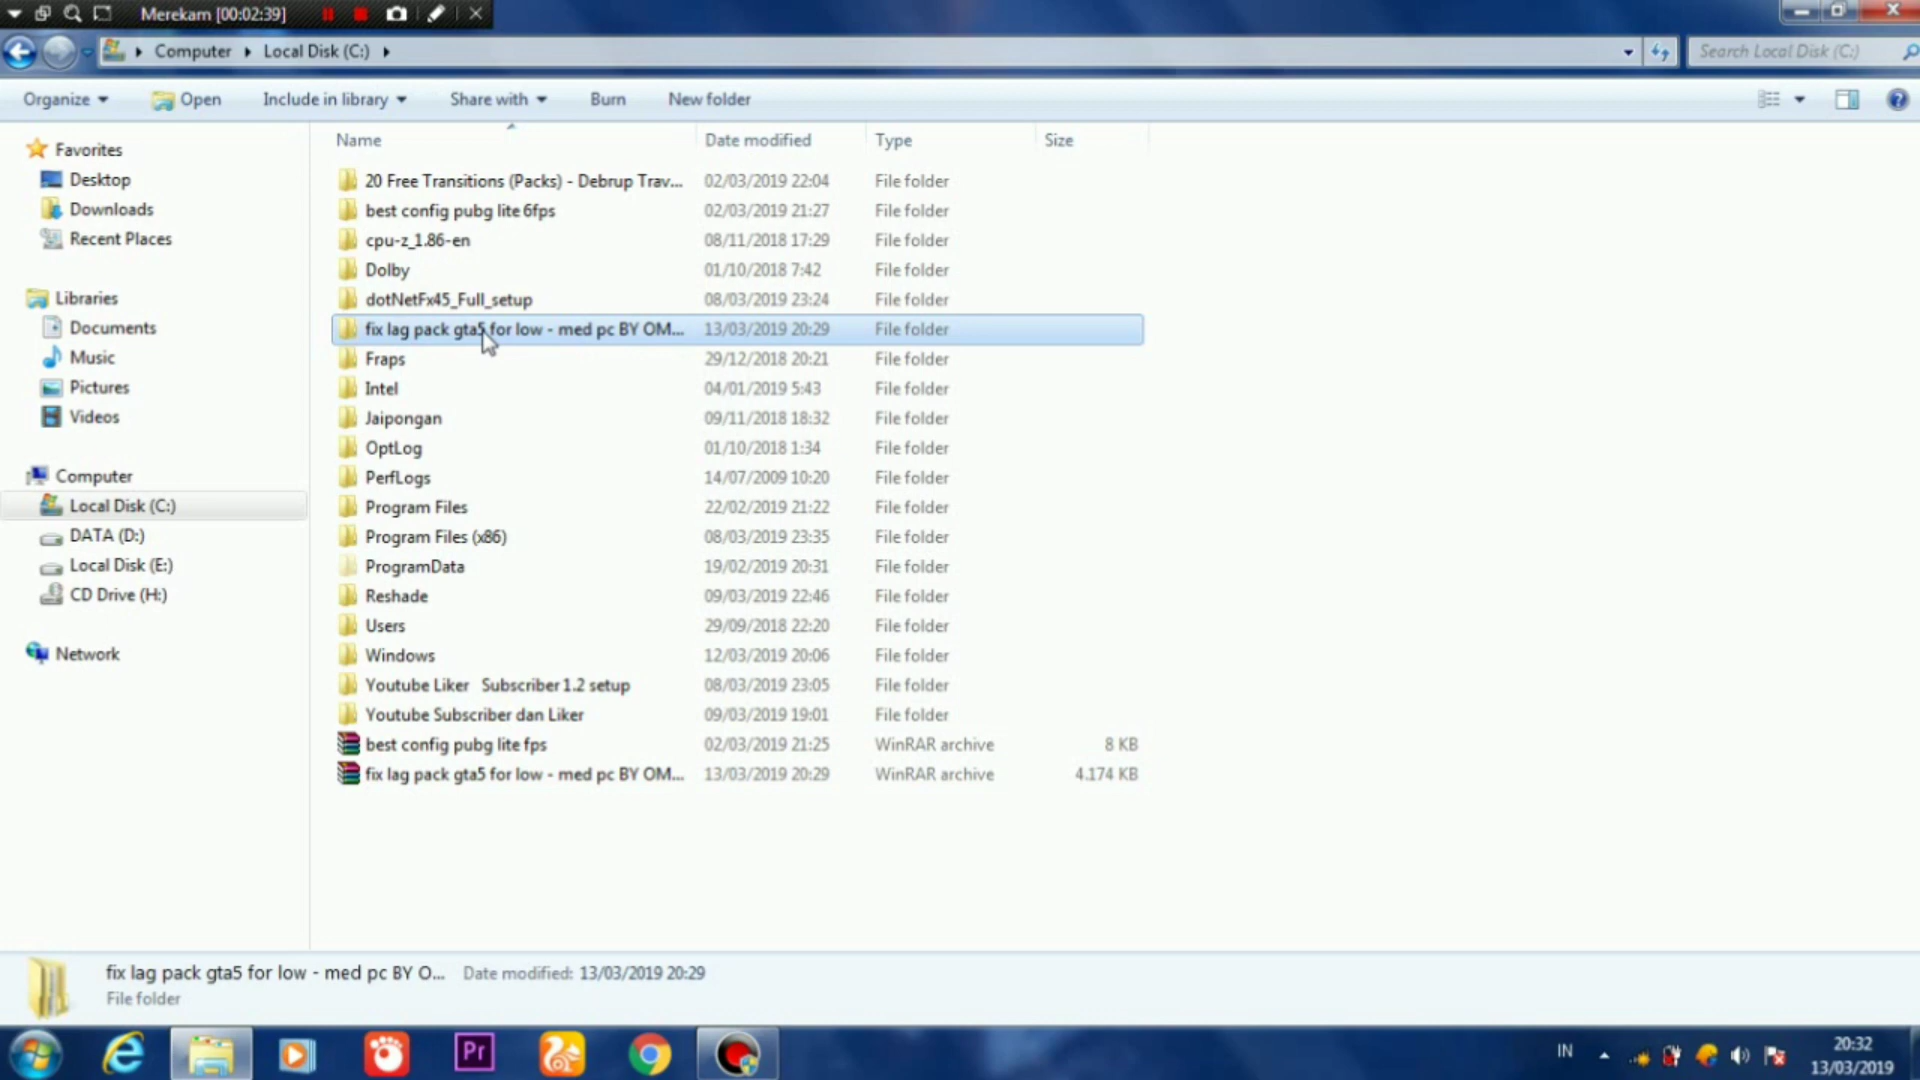 Merekam [00:02:39]
Computer Local Disk (C:)
Search Local Disk (C:)
Organize Open Include in library Share with Burn New folder
Name Date modified Type Size
Favorites
Desktop
Downloads
Recent Places
Libraries
Documents
Music
Pictures
Videos
Computer
Local Disk (C:)
DATA (D:)
Local Disk (E:)
CD Drive (H:)
Network
20 Free Transitions (Packs) - Debrup Trav... 02/03/2019 22:04 File folder
best config pubg lite 6fps 02/03/2019 21:27 File folder
cpu-z_1.86-en 08/11/2018 17:29 File folder
Dolby 01/10/2018 7:42 File folder
dotNetFx45_Full_setup 08/03/2019 23:24 File folder
fix lag pack gta5 for low - med pc BY OM... 13/03/2019 20:29 File folder
Fraps 29/12/2018 20:21 File folder
Intel 04/01/2019 5:43 File folder
Jaipongan 09/11/2018 18:32 File folder
OptLog 01/10/2018 1:34 File folder
PerfLogs 14/07/2009 10:20 File folder
Program Files 22/02/2019 21:22 File folder
Program Files (x86) 08/03/2019 23:35 File folder
ProgramData 19/02/2019 20:31 File folder
Reshade 09/03/2019 22:46 File folder
Users 29/09/2018 22:20 File folder
Windows 12/03/2019 20:06 File folder
Youtube Liker Subscriber 1.2 setup 08/03/2019 23:05 File folder
Youtube Subscriber dan Liker 09/03/2019 19:01 File folder
best config pubg lite fps 02/03/2019 21:25 WinRAR archive 8 KB
fix lag pack gta5 for low - med pc BY OM... 13/03/2019 20:29 WinRAR archive 4.174 KB
fix lag pack gta5 for low - med pc BY O... Date modified: 13/03/2019 20:29
File folder
Pr
IN
20:32
13/03/2019